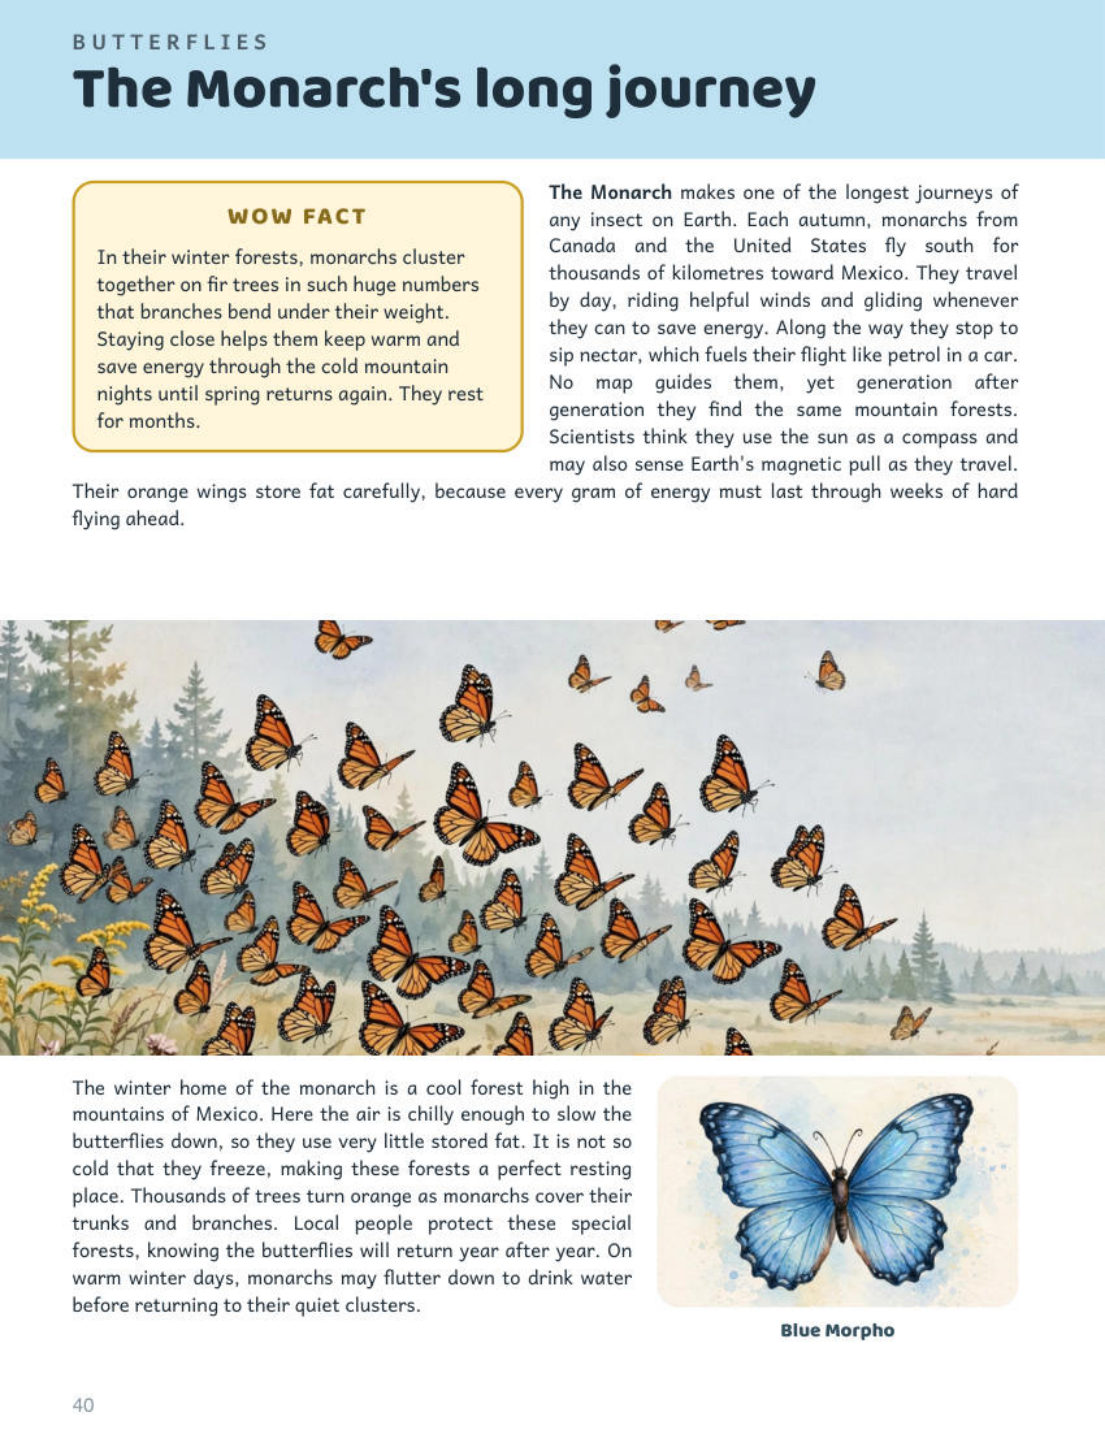 BUTTERFLIES
The Monarch's long journey
WOW FACT
In their winter forests, monarchs cluster
together on fir trees in such huge numbers
that branches bend under their weight.
Staying close helps them keep warm and
save energy through the cold mountain
nights until spring returns again. They rest
for months.
The Monarch makes one of the longest journeys of
any insect on Earth. Each autumn, monarchs from
Canada and the United States fly south for
thousands of kilometres toward Mexico. They travel
by day, riding helpful winds and gliding whenever
they can to save energy. Along the way they stop to
sip nectar, which fuels their flight like petrol in a car.
No map guides them, yet generation after
generation they find the same mountain forests.
Scientists think they use the sun as a compass and
may also sense Earth's magnetic pull as they travel.
Their orange wings store fat carefully, because every gram of energy must last through weeks of hard
flying ahead.
The winter home of the monarch is a cool forest high in the
mountains of Mexico. Here the air is chilly enough to slow the
butterflies down, so they use very little stored fat. It is not so
cold that they freeze, making these forests a perfect resting
place. Thousands of trees turn orange as monarchs cover their
trunks and branches. Local people protect these special
forests, knowing the butterflies will return year after year. On
warm winter days, monarchs may flutter down to drink water
before returning to their quiet clusters.
Blue Morpho
40